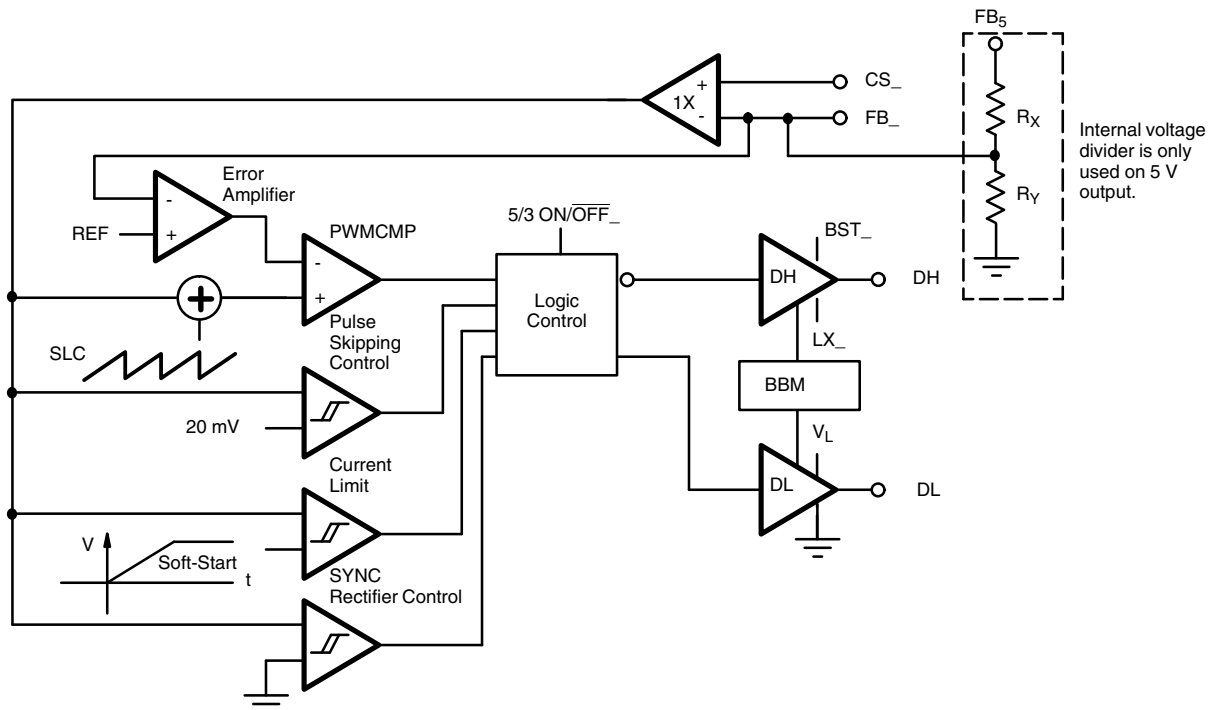 FB5
CS_
1X
+
-
FB_
RX
RY
Internal voltage
divider is only
used on 5 V
output.
Error
Amplifier
-
+
REF
5/3 ON/OFF_
PWMCMP
-
+
+
Logic
Control
BST_
DH
DH
LX_
Pulse
Skipping
Control
SLC
20 mV
BBM
VL
DL
DL
Current
Limit
V
Soft-Start
t
SYNC
Rectifier Control